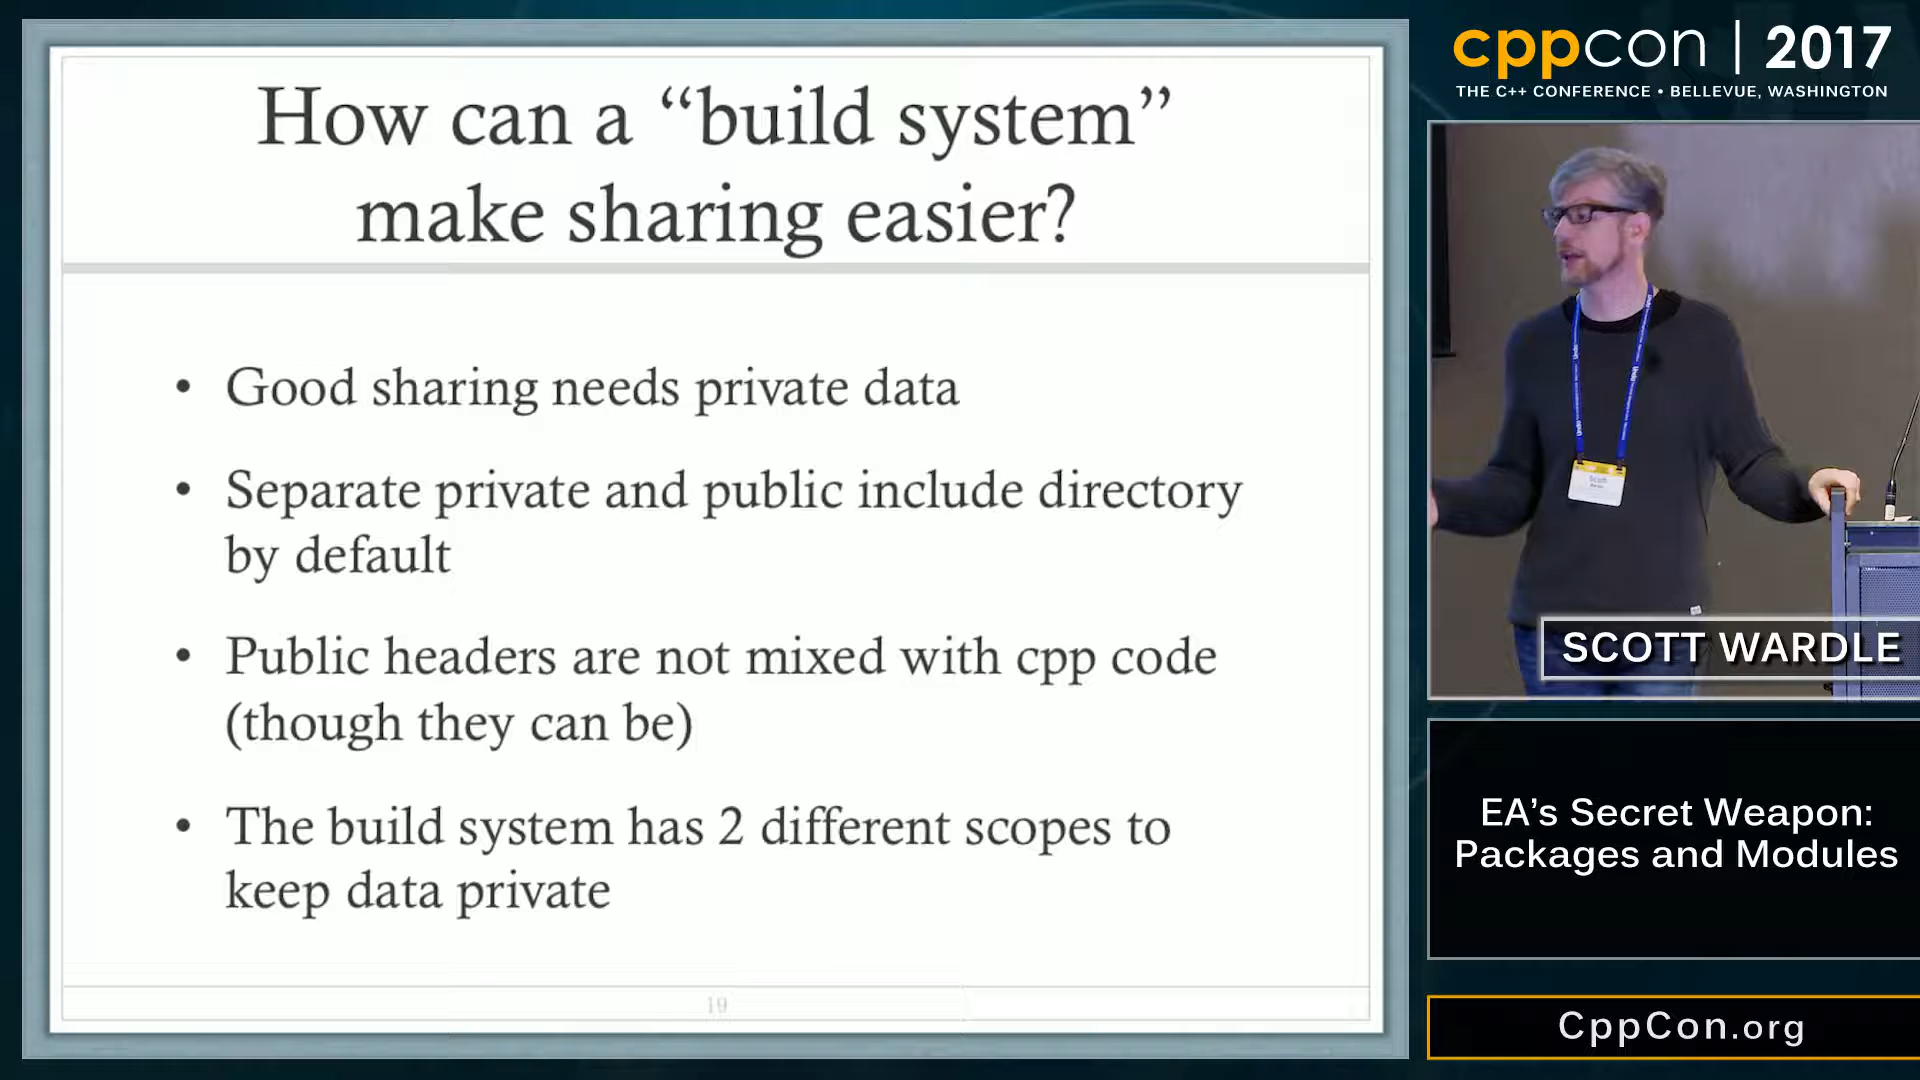 How can a “build system”
make sharing easier?
• Good sharing needs private data
• Separate private and public include directory
by default
• Public headers are not mixed with cpp code
(though they can be)
• The build system has 2 different scopes to
keep data private
19
cppcon | 2017
THE C++ CONFERENCE • BELLEVUE, WASHINGTON
Scott
SCOTT WARDLE
EA’s Secret Weapon:
Packages and Modules
CppCon.org